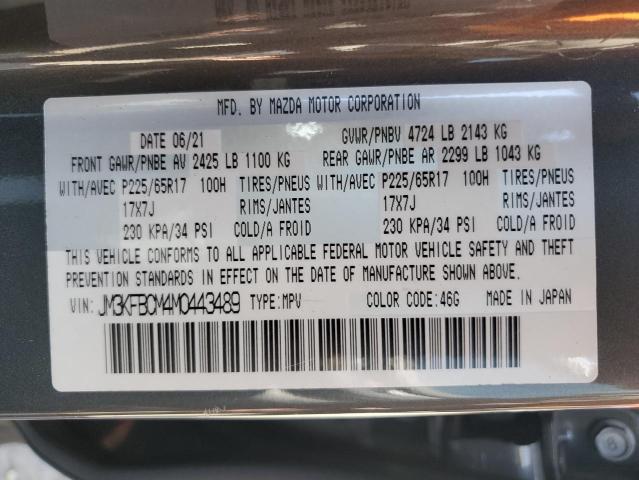 MFD. BY MAZDA MOTOR CORPORATION
DATE 06/21 GVWR/PNBV 4724 LB 2143 KG
FRONT GAWR/PNBE AV 2425 LB 1100 KG REAR GAWR/PNBE AR 2299 LB 1043 KG
WITH/AVEC P225/65R17 100H TIRES/PNEUS WITH/AVEC P225/65R17 100H TIRES/PNEUS
17X7J RIMS/JANTES 17X7J RIMS/JANTES
230 KPA/34 PSI COLD/A FROID 230 KPA/34 PSI COLD/A FROID
THIS VEHICLE CONFORMS TO ALL APPLICABLE FEDERAL MOTOR VEHICLE SAFETY AND THEFT
PREVENTION STANDARDS IN EFFECT ON THE DATE OF MANUFACTURE SHOWN ABOVE.
VIN: JM3KFBCM4M0443489 TYPE:MPV COLOR CODE:46G MADE IN JAPAN